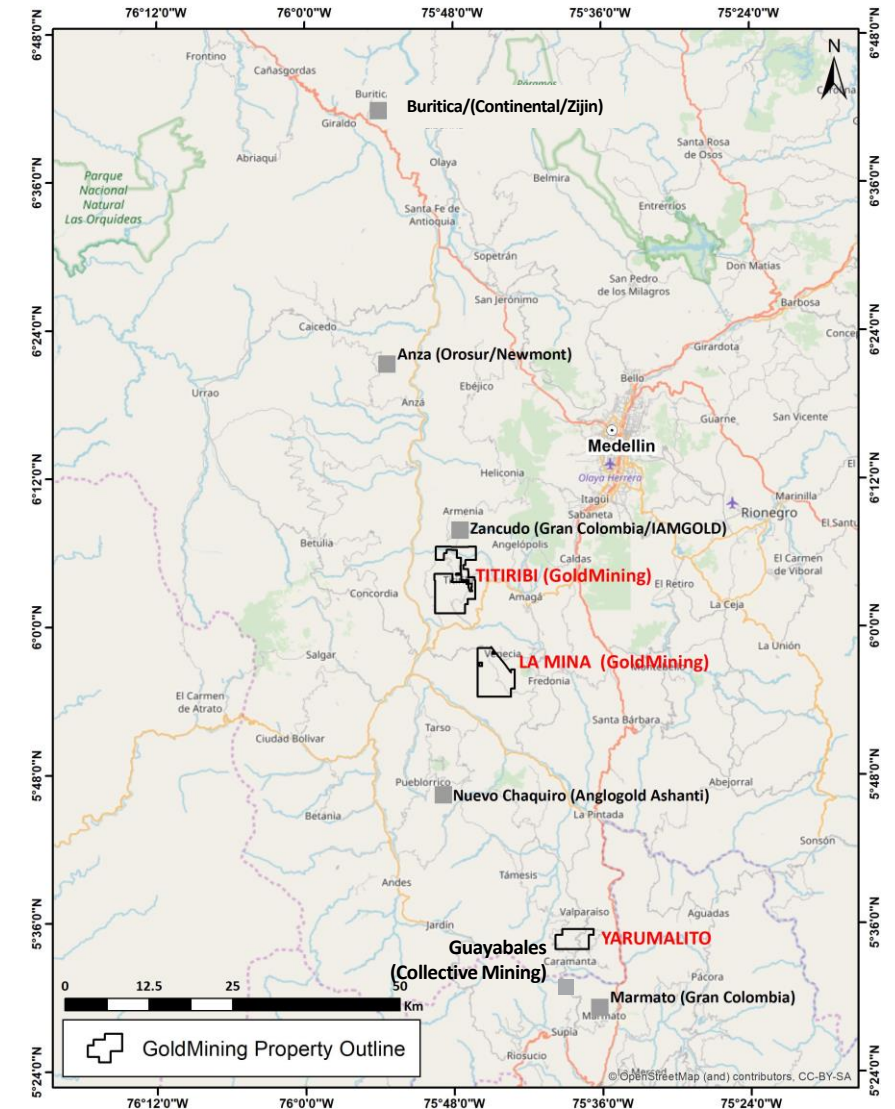 76°12'0"W 76°0'0"W 75°48'0"W 75°36'0"W 75°24'0"W
6°48'0"N
6°48'0"N
N
Frontino
Cañasgordas
Buritic
Buritica/(Continental/Zijin)
Giraldo
Abriaquí
Olaya
Santa Rosa
de Osos
Belmira
Parque
Nacional
Natural
Las Orquídeas
6°36'0"N
6°36'0"N
Santa Fe de
Antioquia
Entrerríos
Sopetrán
Don Matias
San Pedro
de los Milagros
San Jerónimo
Barbosa
6°24'0"N
6°24'0"N
Caicedo
Girardota
Anza (Orosur/Newmont)
Ebéjico
Bello
Urrao
Anzá
Guarne
San Vicente
Medellin
Heliconia
Olaya Herrera
6°12'0"N
6°12'0"N
Itagüí
Marinilla
Armenia
Sabaneta
Rionegro
Zancudo (Gran Colombia/IAMGOLD)
El Santu
Betulia
Angelópolis
Caldas
El Carmen
de Viboral
TITIRIBI (GoldMining)
El Retiro
Concordia
Amagá
La Ceja
6°0'0"N
6°0'0"N
Salgar
Venecia
La Unión
LA MINA (GoldMining)
Fredonia
El Carmen
de Atrato
Santa Bárbara
Tarso
Ciudad Bolívar
5°48'0"N
5°48'0"N
Pueblorrico
Abejorral
Nuevo Chaquiro (Anglogold Ashanti)
Betania
La Pintada
Sonsón
Támesis
Andes
Valparaiso
Aguadas
5°36'0"N
5°36'0"N
Jardín
YARUMALITO
Guayabales
(Collective Mining)
Caramanta
Pácora
Marmato (Gran Colombia)
Marmato
Supia
Riosucio
La Merced
0 12.5 25 50
Km
GoldMining Property Outline
© OpenStreetMap (and) contributors, CC-BY-SA
5°24'0"N
5°24'0"N
76°12'0"W 76°0'0"W 75°48'0"W 75°36'0"W 75°24'0"W